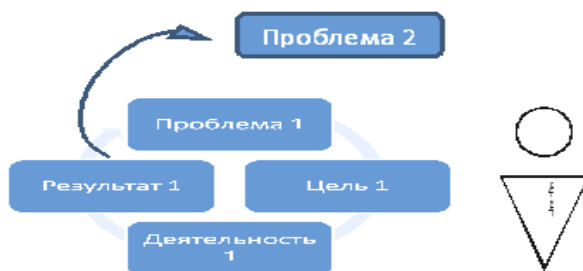 Проблема 2
Проблема 1
Результат 1
Цель 1
Деятельность
1